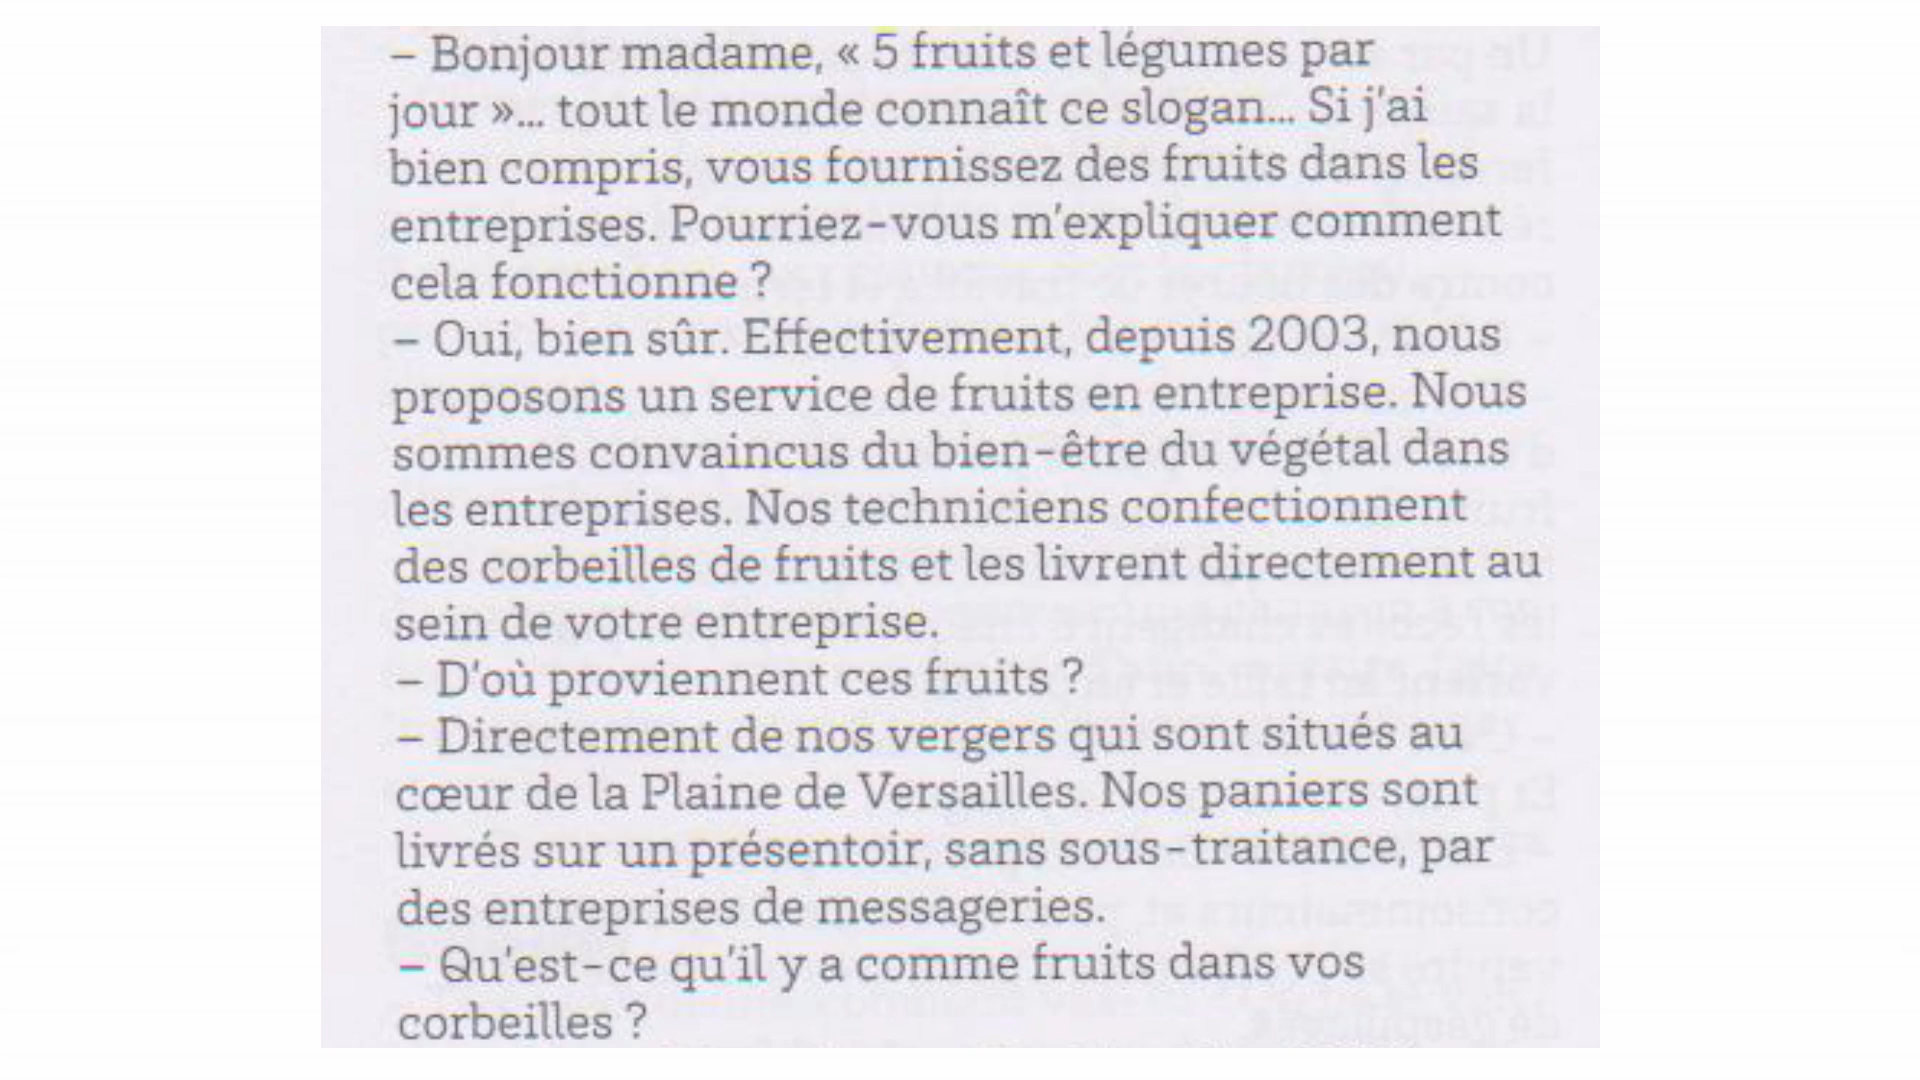 – Bonjour madame, « 5 fruits et légumes par
jour »... tout le monde connaît ce slogan... Si j'ai
bien compris, vous fournissez des fruits dans les
entreprises. Pourriez-vous m'expliquer comment
cela fonctionne ?
– Oui, bien sûr. Effectivement, depuis 2003, nous
proposons un service de fruits en entreprise. Nous
sommes convaincus du bien-être du végétal dans
les entreprises. Nos techniciens confectionnent
des corbeilles de fruits et les livrent directement au
sein de votre entreprise.
– D'où proviennent ces fruits ?
– Directement de nos vergers qui sont situés au
cœur de la Plaine de Versailles. Nos paniers sont
livrés sur un présentoir, sans sous-traitance, par
des entreprises de messageries.
– Qu'est-ce qu'il y a comme fruits dans vos
corbeilles ?